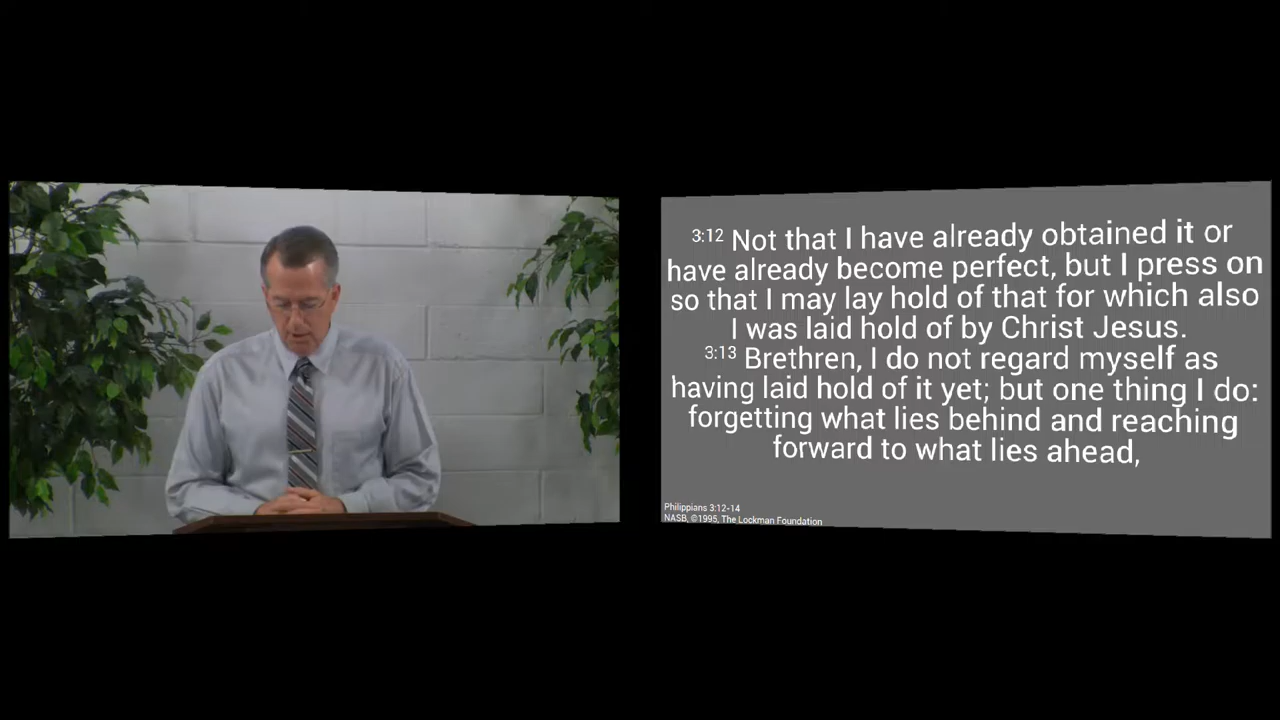 3:12 Not that I have already obtained it or
have already become perfect, but I press on
so that I may lay hold of that for which also
I was laid hold of by Christ Jesus.
3:13 Brethren, I do not regard myself as
having laid hold of it yet; but one thing I do:
forgetting what lies behind and reaching
forward to what lies ahead,
Philippians 3:12-14
NASB, ©1995, The Lockman Foundation